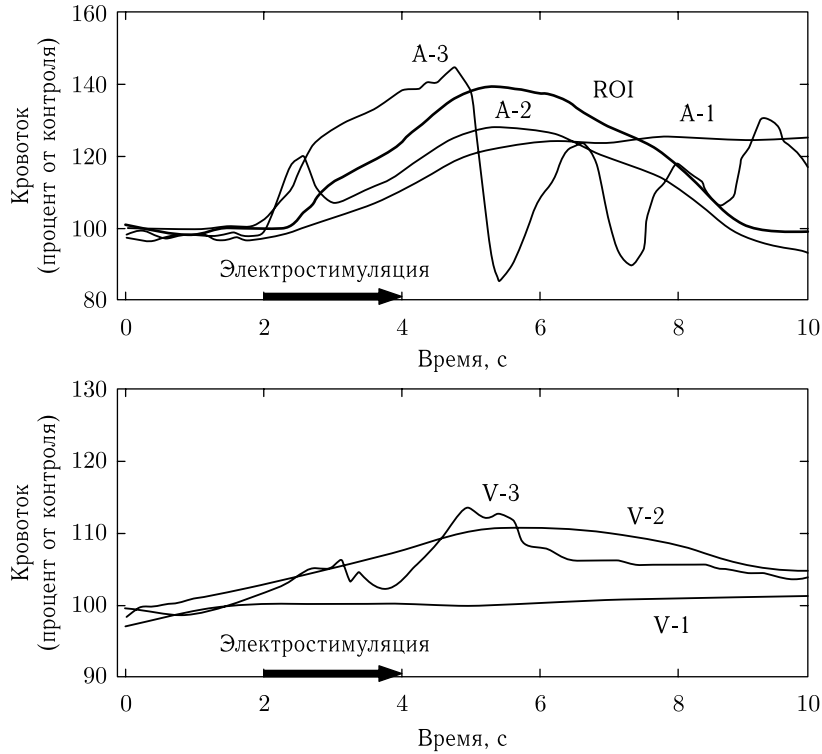 Кровоток
(процент от контроля)
160
140
120
100
80
A-3
ROI
A-2
A-1
Электростимуляция
0
2
4
6
8
10
Время, с
Кровоток
(процент от контроля)
130
120
110
100
90
V-3
V-2
V-1
Электростимуляция
0
2
4
6
8
10
Время, с